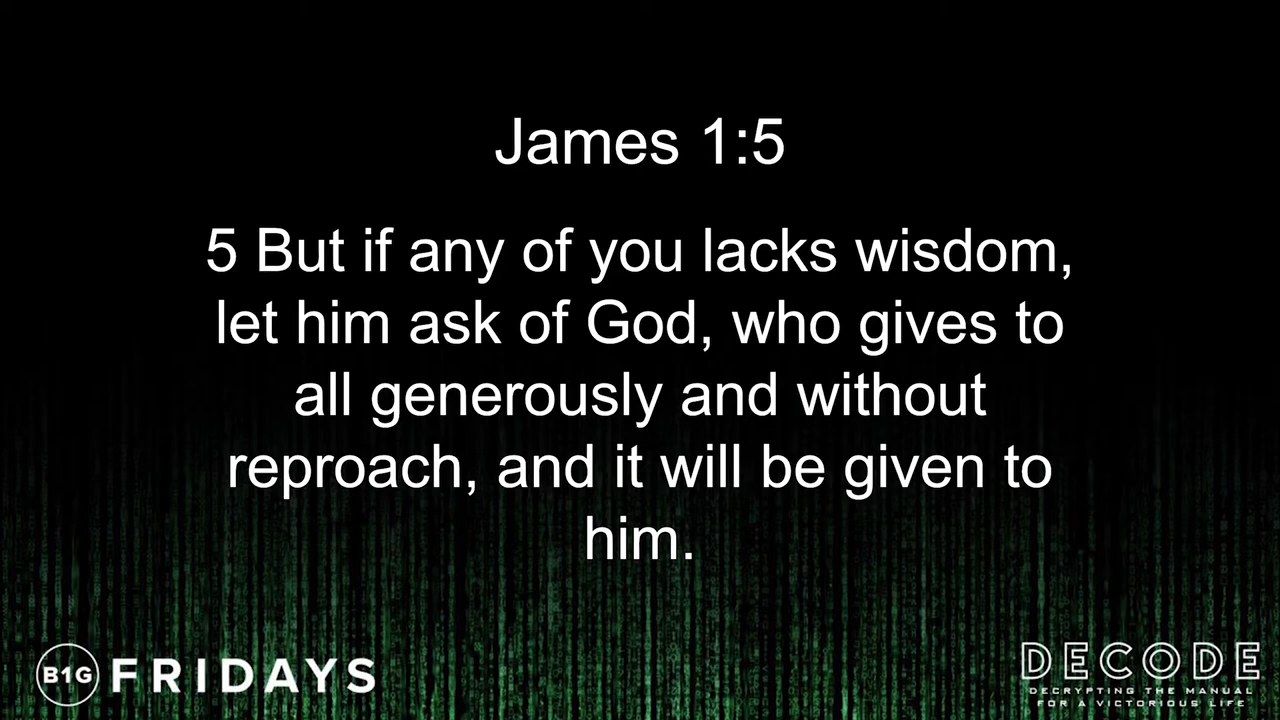 James 1:5
5 But if any of you lacks wisdom,
let him ask of God, who gives to
all generously and without
reproach, and it will be given to
him.
B1G FRIDAYS
DECODE
DECRYPTING THE MANUAL
FOR A VICTORIOUS LIFE